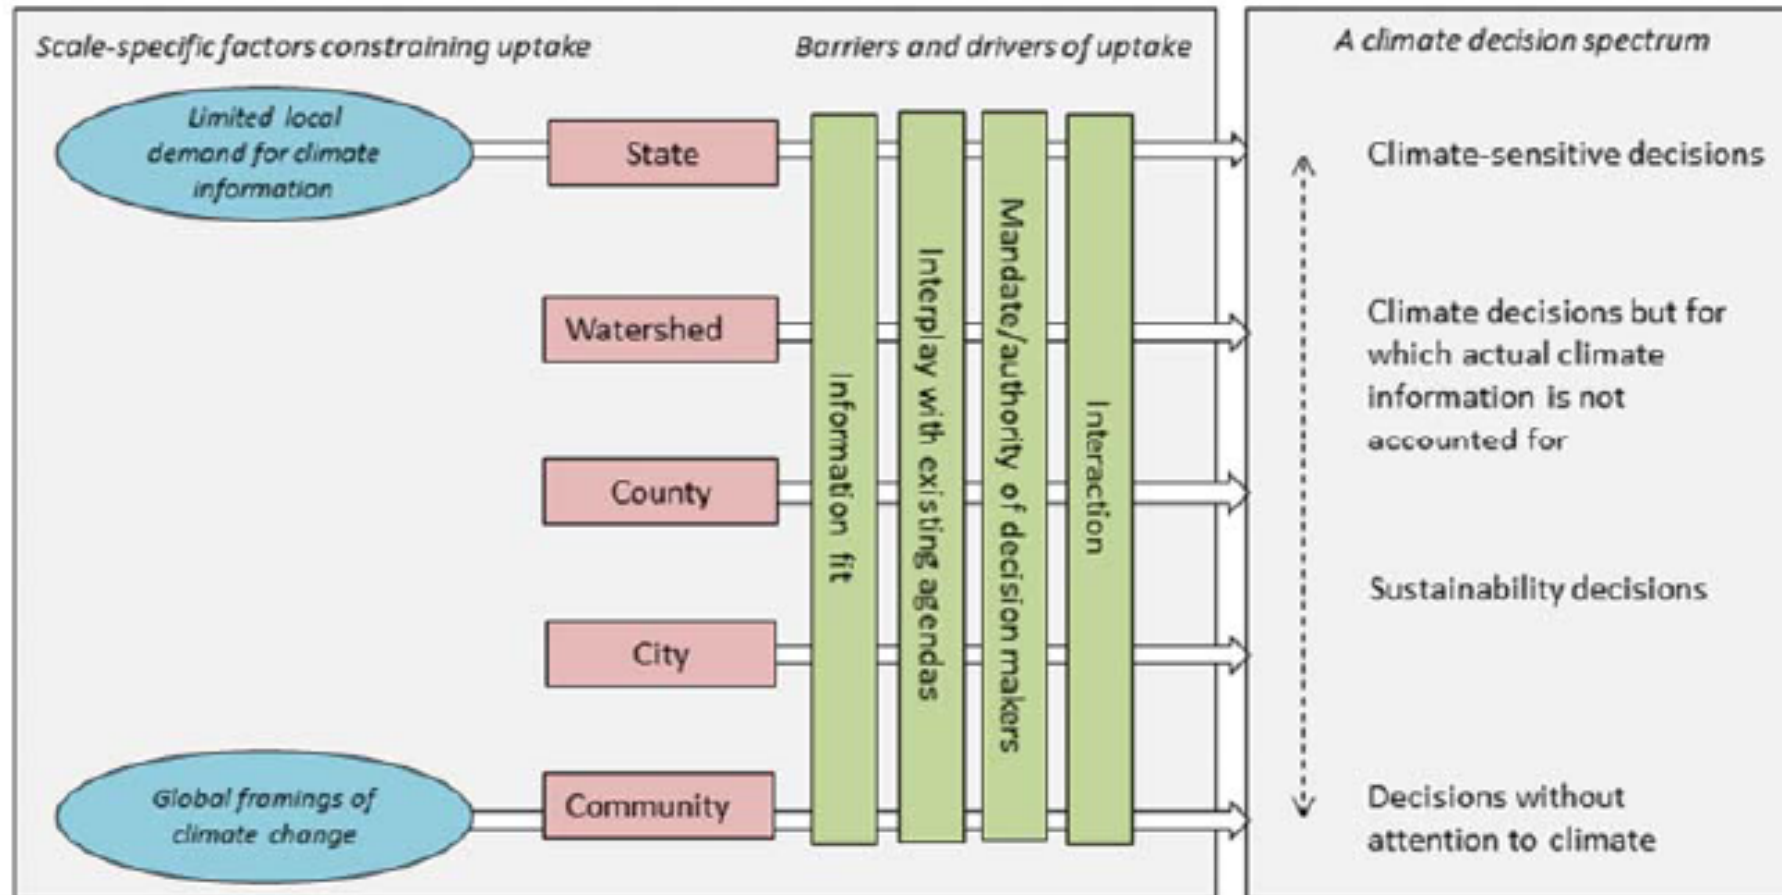 Scale-specific factors constraining uptake
Barriers and drivers of uptake
A climate decision spectrum
Limited local
demand for climate
information
State
Watershed
County
City
Community
Global framings of
climate change
Information fit
Interplay with existing agendas
Mandate/authority of decision makers
Interaction
Climate-sensitive decisions
Climate decisions but for
which actual climate
information is not
accounted for
Sustainability decisions
Decisions without
attention to climate